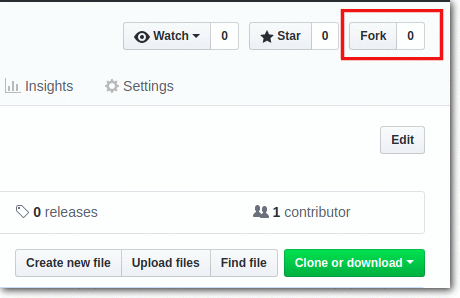 Watch 0 Star 0 Fork 0
Insights Settings
Edit
0 releases 1 contributor
Create new file Upload files Find file Clone or download